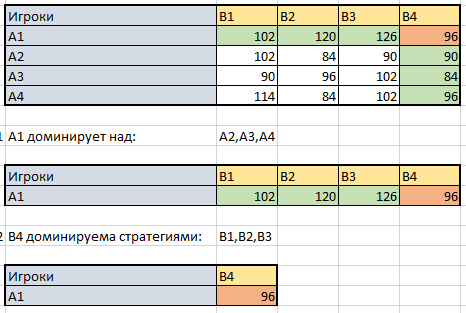 Игроки B1 B2 B3 B4
A1 102 120 126 96
A2 102 84 90 90
A3 90 96 102 84
A4 114 84 102 96
1 A1 доминирует над: A2,A3,A4
Игроки B1 B2 B3 B4
A1 102 120 126 96
2 B4 доминируема стратегиями: B1,B2,B3
Игроки B4
A1 96